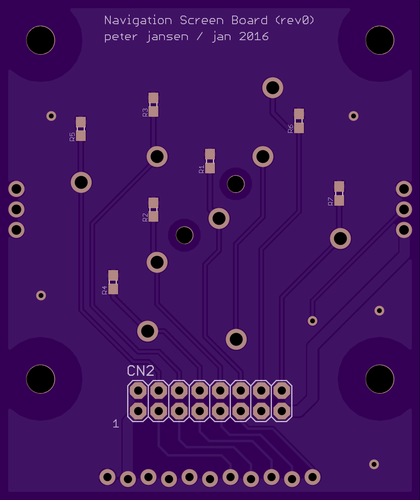 Navigation Screen Board (rev0)
peter jansen / jan 2016
R3
R6
R5
R1
R7
R2
R4
CN2
1